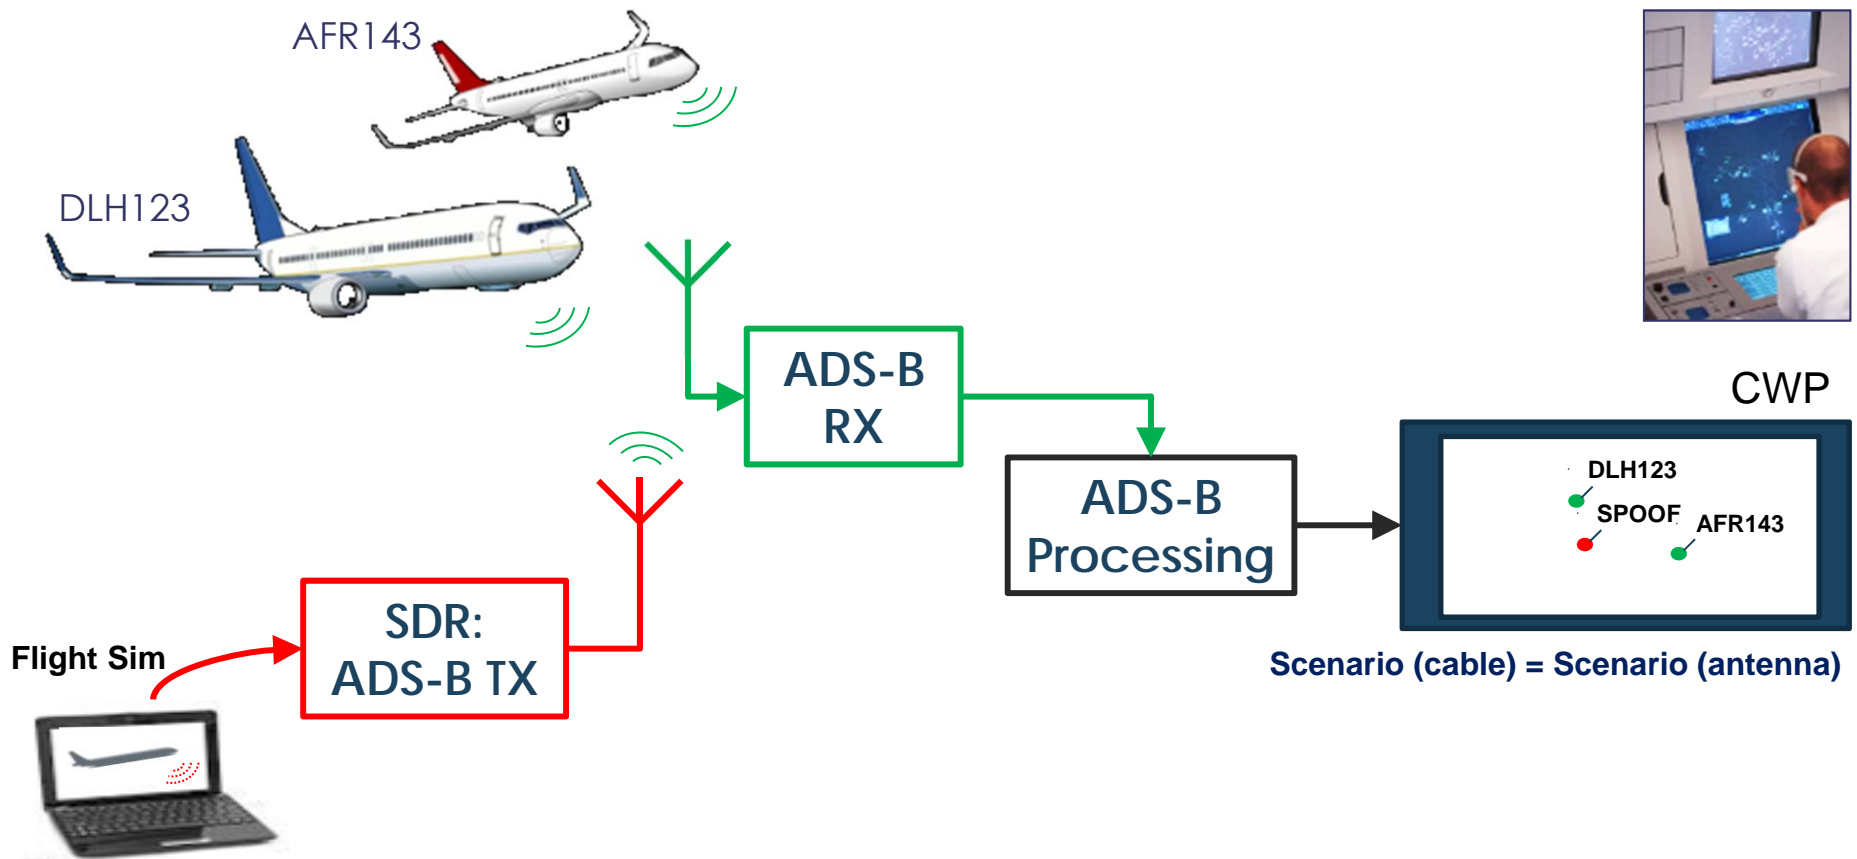 AFR143
DLH123
ADS-B
RX
CWP
DLH123
SPOOF
AFR143
ADS-B
Processing
SDR:
ADS-B TX
Flight Sim
Scenario (cable) = Scenario (antenna)